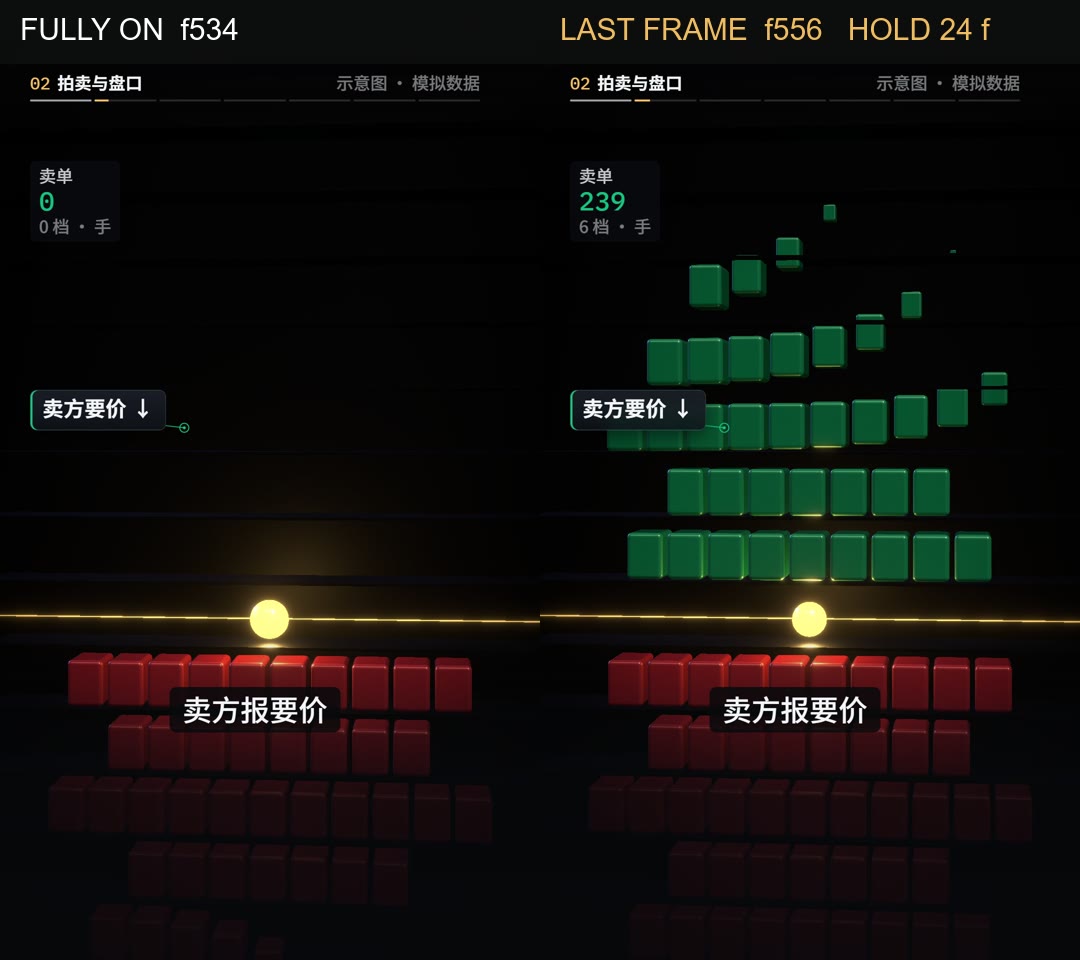 FULLY ON f534
02 拍卖与盘口
示意图 • 模拟数据
卖单
0
0 档 • 手
卖方要价 ↓
卖方报要价
LAST FRAME f556 HOLD 24 f
02 拍卖与盘口
示意图 • 模拟数据
卖单
239
6 档 • 手
卖方要价 ↓
卖方报要价